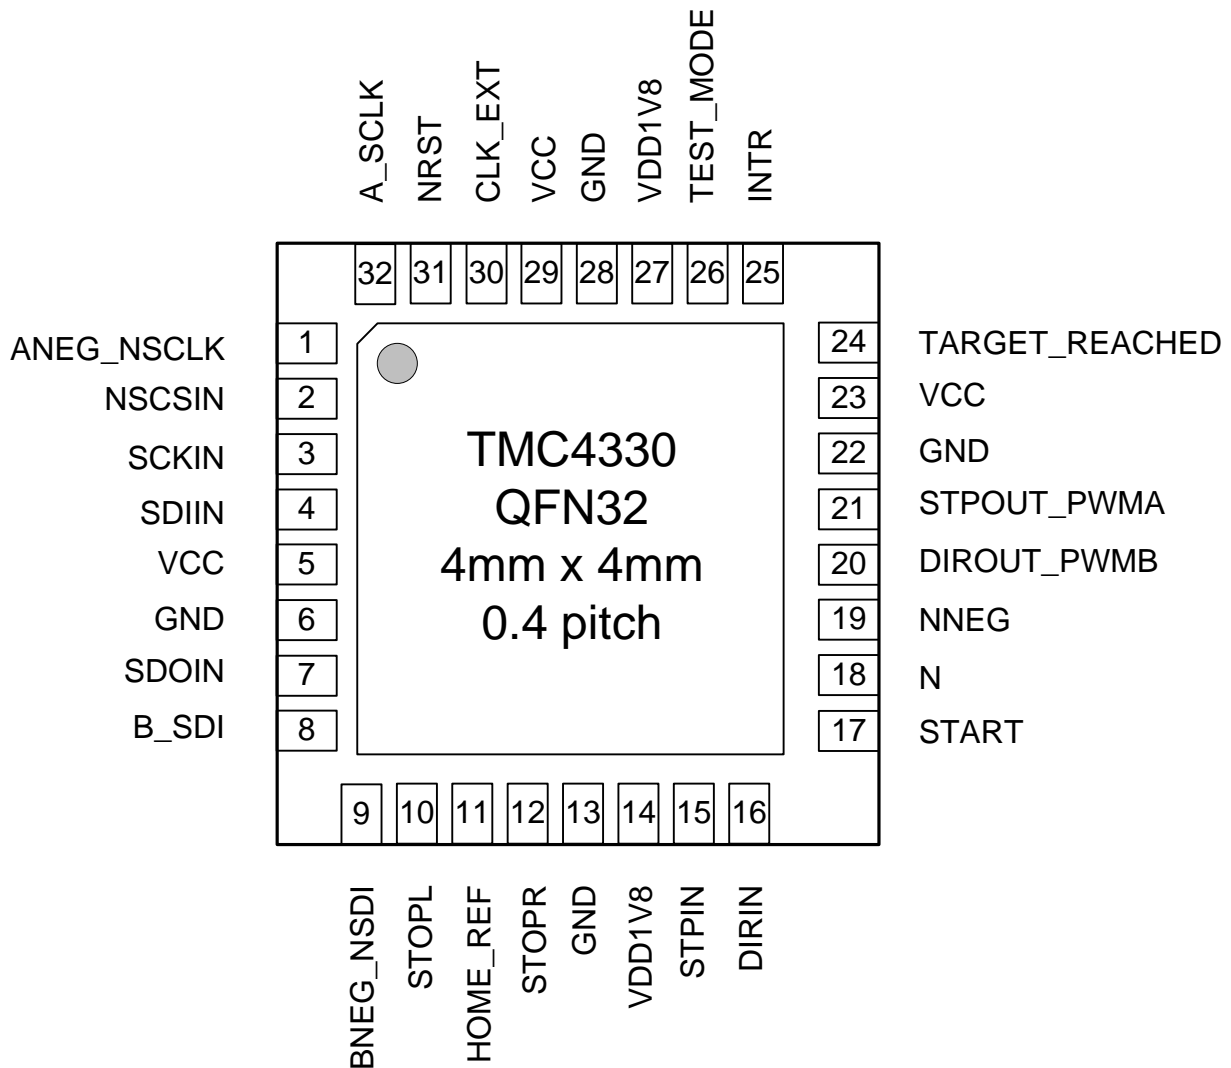 A_SCLK
NRST
CLK_EXT
VCC
GND
VDD1V8
TEST_MODE
INTR
32 31 30 29 28 27 26 25
ANEG_NSCLK 1
NSCSIN 2
SCKIN 3
SDIIN 4
VCC 5
GND 6
SDOIN 7
B_SDI 8
TMC4330
QFN32
4mm x 4mm
0.4 pitch
24 TARGET_REACHED
23 VCC
22 GND
21 STPOUT_PWMA
20 DIROUT_PWMB
19 NNEG
18 N
17 START
9 10 11 12 13 14 15 16
BNEG_NSDI
STOPL
HOME_REF
STOPR
GND
VDD1V8
STPIN
DIRIN